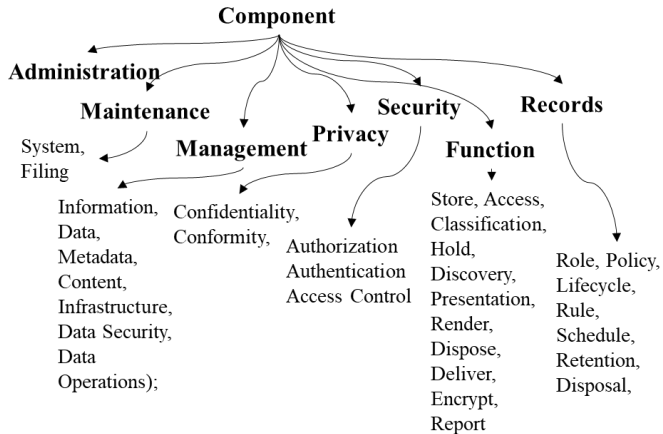 Component
Administration
Maintenance
Management
Privacy
Security
Function
Records
System,
Filing
Information,
Data,
Metadata,
Content,
Infrastructure,
Data Security,
Data
Operations);
Confidentiality,
Conformity,
Authorization
Authentication
Access Control
Store, Access,
Classification,
Hold,
Discovery,
Presentation,
Render,
Dispose,
Deliver,
Encrypt,
Report
Role, Policy,
Lifecycle,
Rule,
Schedule,
Retention,
Disposal,